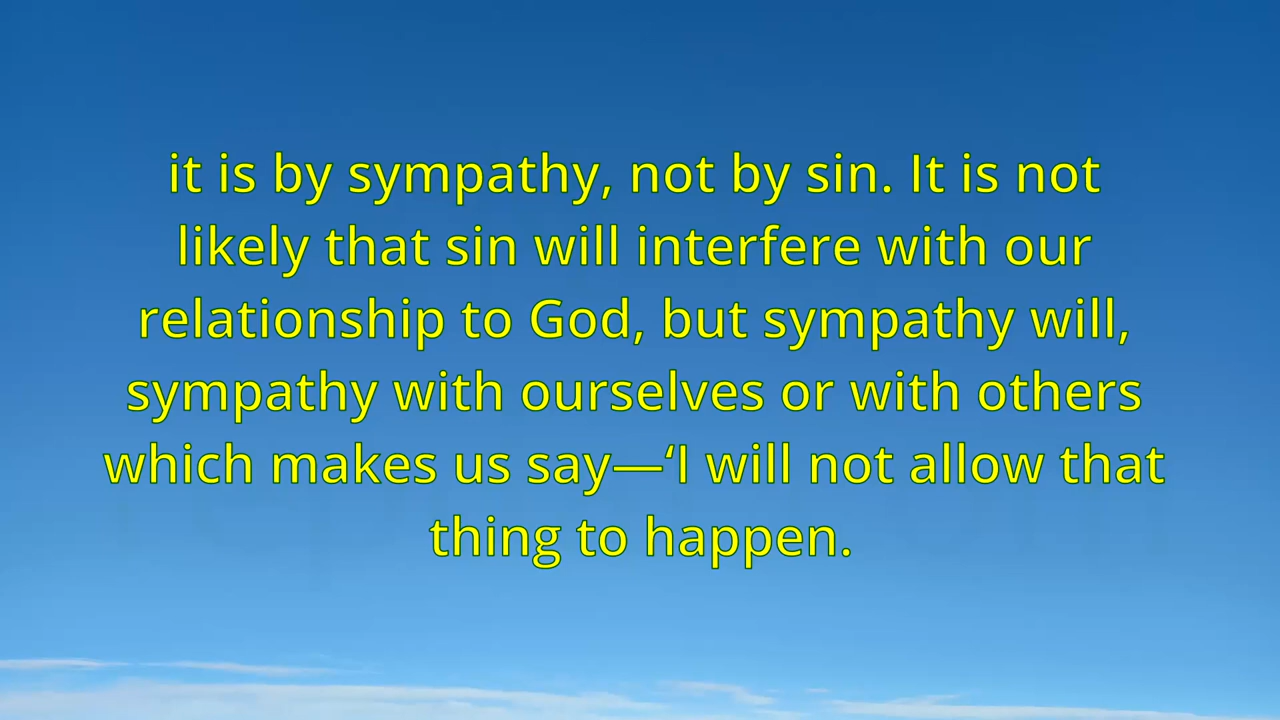 it is by sympathy, not by sin. It is not
likely that sin will interfere with our
relationship to God, but sympathy will,
sympathy with ourselves or with others
which makes us say—‘I will not allow that
thing to happen.